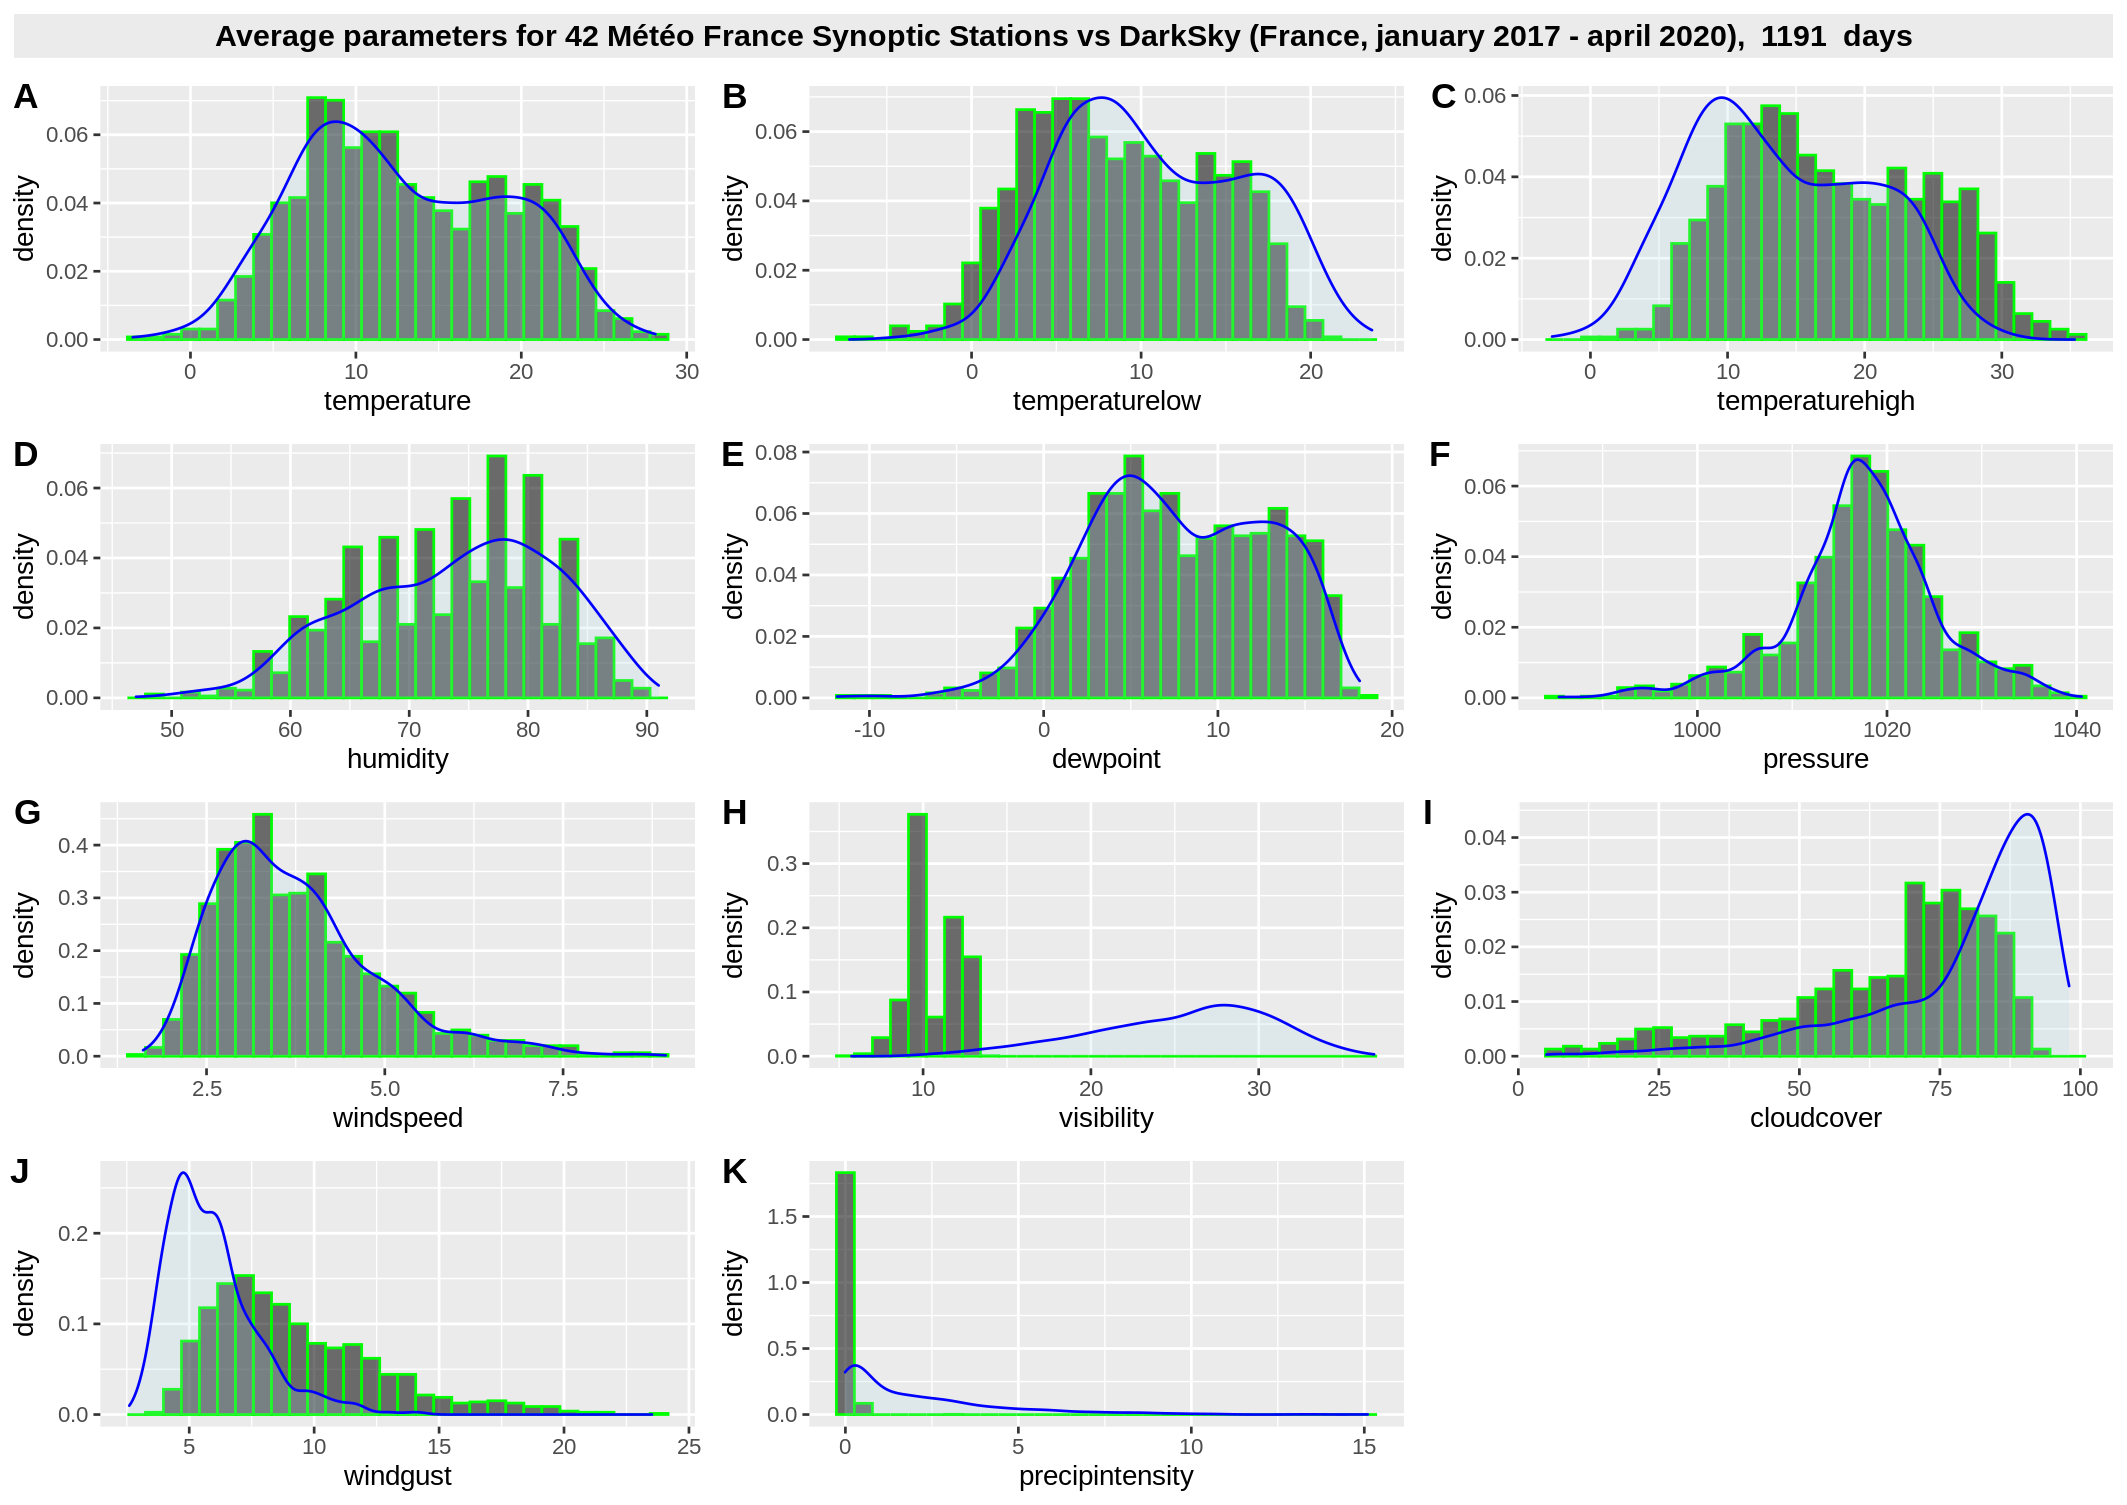 Average parameters for 42 Météo France Synoptic Stations vs DarkSky (France, january 2017 - april 2020),  1191  days
A
density
0.06
0.04
0.02
0.00
0
10
20
30
temperature
B
density
0.06
0.04
0.02
0.00
0
10
20
temperaturelow
C
density
0.06
0.04
0.02
0.00
0
10
20
30
temperaturehigh
D
density
0.06
0.04
0.02
0.00
50
60
70
80
90
humidity
E
density
0.08
0.06
0.04
0.02
0.00
-10
0
10
20
dewpoint
F
density
0.06
0.04
0.02
0.00
1000
1020
1040
pressure
G
density
0.4
0.3
0.2
0.1
0.0
2.5
5.0
7.5
windspeed
H
density
0.3
0.2
0.1
0.0
10
20
30
visibility
I
density
0.04
0.03
0.02
0.01
0.00
0
25
50
75
100
cloudcover
J
density
0.2
0.1
0.0
5
10
15
20
25
windgust
K
density
1.5
1.0
0.5
0.0
0
5
10
15
precipintensity